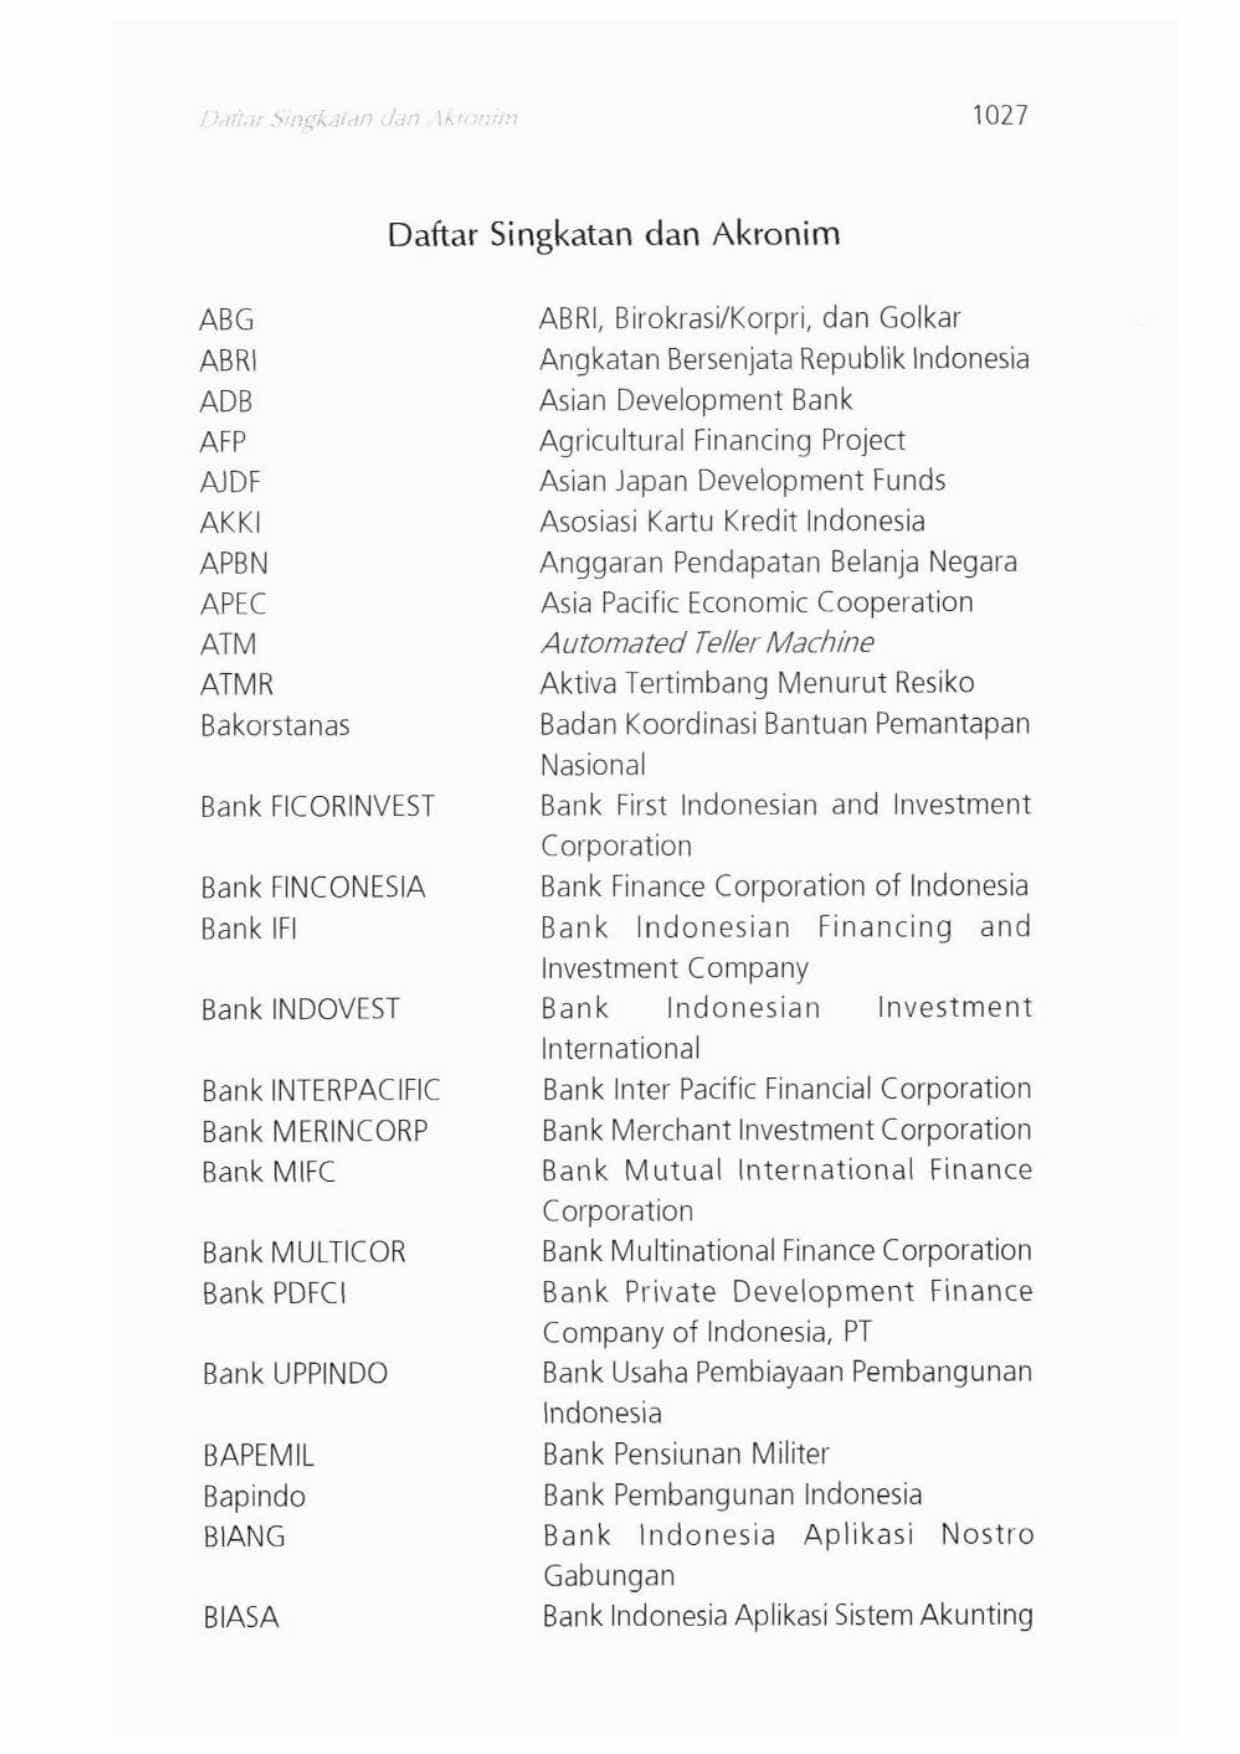 Daftar Singkatan dan Akronim 1027
Daftar Singkatan dan Akronim
ABG ABRI, Birokrasi/Korpri, dan Golkar
ABRI Angkatan Bersenjata Republik Indonesia
ADB Asian Development Bank
AFP Agricultural Financing Project
AJDF Asian Japan Development Funds
AKKI Asosiasi Kartu Kredit Indonesia
APBN Anggaran Pendapatan Belanja Negara
APEC Asia Pacific Economic Cooperation
ATM Automated Teller Machine
ATMR Aktiva Tertimbang Menurut Resiko
Bakorstanas Badan Koordinasi Bantuan Pemantapan
Nasional
Bank FICORINVEST Bank First Indonesian and Investment
Corporation
Bank FINCONESIA Bank Finance Corporation of Indonesia
Bank IFI Bank Indonesian Financing and
Investment Company
Bank INDOVEST Bank Indonesian Investment
International
Bank INTERPACIFIC Bank Inter Pacific Financial Corporation
Bank MERINCORP Bank Merchant Investment Corporation
Bank MIFC Bank Mutual International Finance
Corporation
Bank MULTICOR Bank Multinational Finance Corporation
Bank PDFCI Bank Private Development Finance
Company of Indonesia, PT
Bank UPPINDO Bank Usaha Pembiayaan Pembangunan
Indonesia
BAPEMIL Bank Pensiunan Militer
Bapindo Bank Pembangunan Indonesia
BIANG Bank Indonesia Aplikasi Nostro
Gabungan
BIASA Bank Indonesia Aplikasi Sistem Akunting